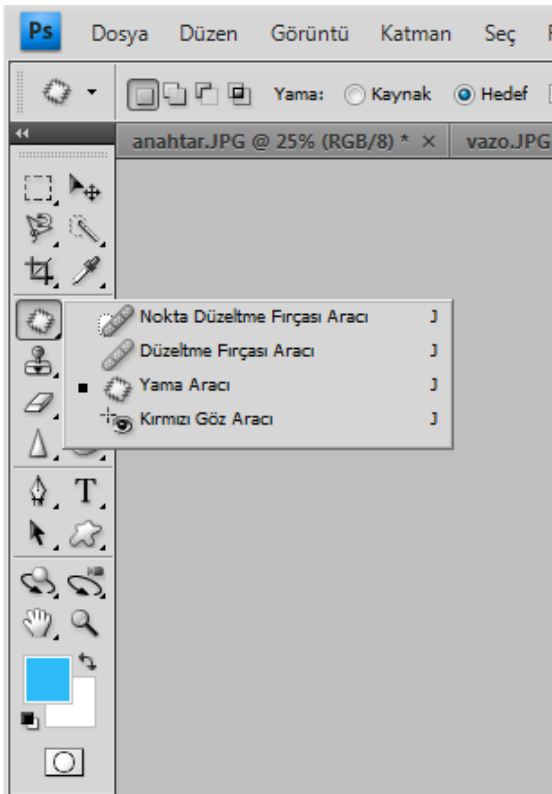 Ps Dosya Düzen Görüntü Katman Seç
Yama: Kaynak Hedef
anahtar.JPG @ 25% (RGB/8) * × vazo.JPG
Nokta Düzeltme Fırçası Aracı J
Düzeltme Fırçası Aracı J
Yama Aracı J
Kırmızı Göz Aracı J
T